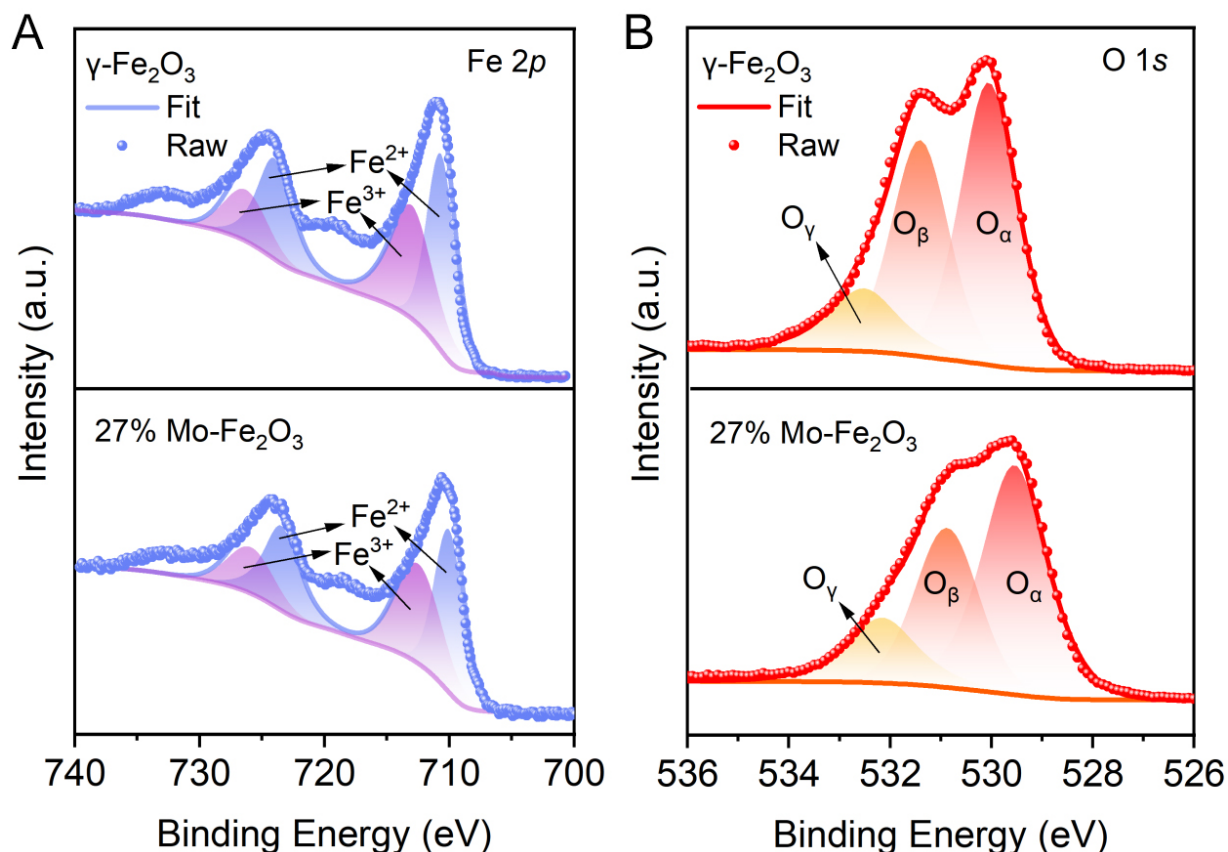 A
γ-Fe₂O₃
Fe 2p
Fit
Raw
Fe²⁺
Fe³⁺
27% Mo-Fe₂O₃
Fe²⁺
Fe³⁺
Intensity (a.u.)
Intensity (a.u.)
740 730 720 710 700
Binding Energy (eV)
B
γ-Fe₂O₃
O 1s
Fit
Raw
Oγ
Oβ
Oα
27% Mo-Fe₂O₃
Oγ
Oβ
Oα
Intensity (a.u.)
Intensity (a.u.)
536 534 532 530 528 526
Binding Energy (eV)